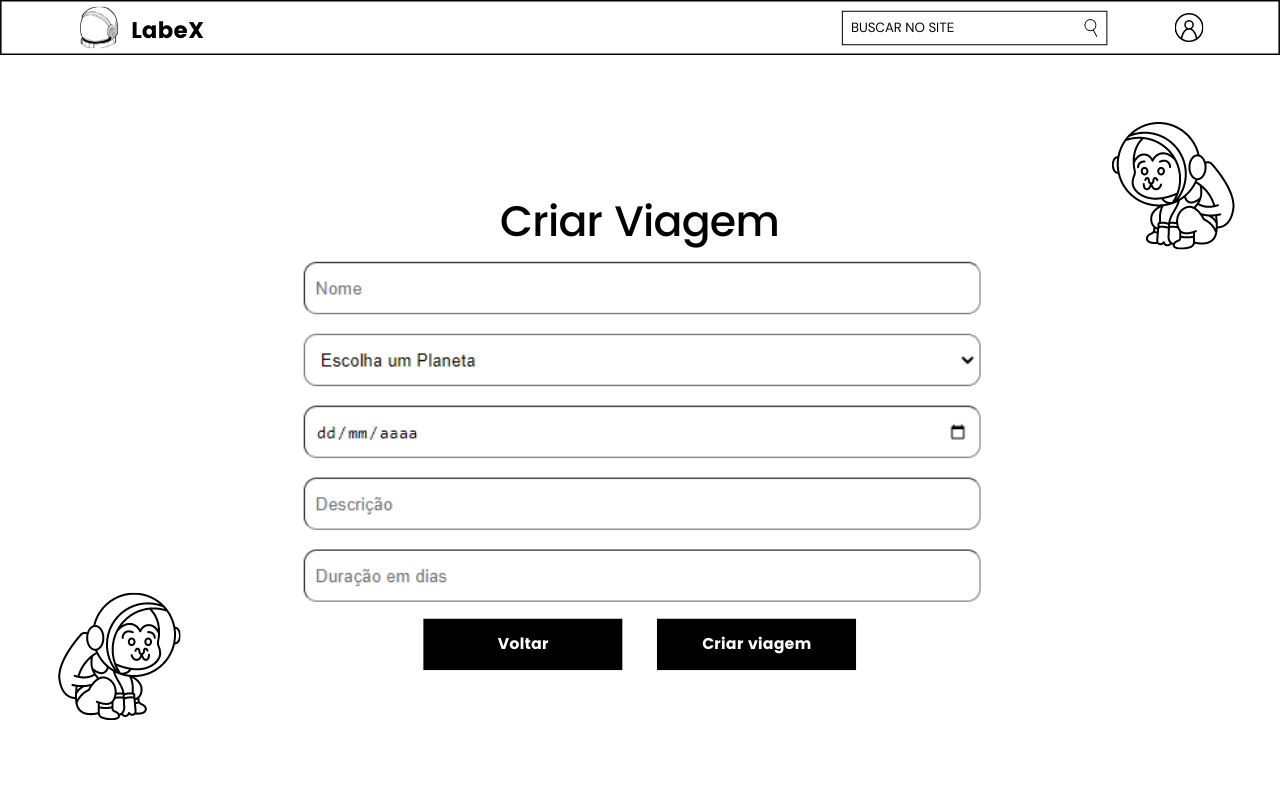 LabeX
BUSCAR NO SITE
Criar Viagem
Nome
Escolha um Planeta
dd/mm/aaaa
Descrição
Duração em dias
Voltar
Criar viagem